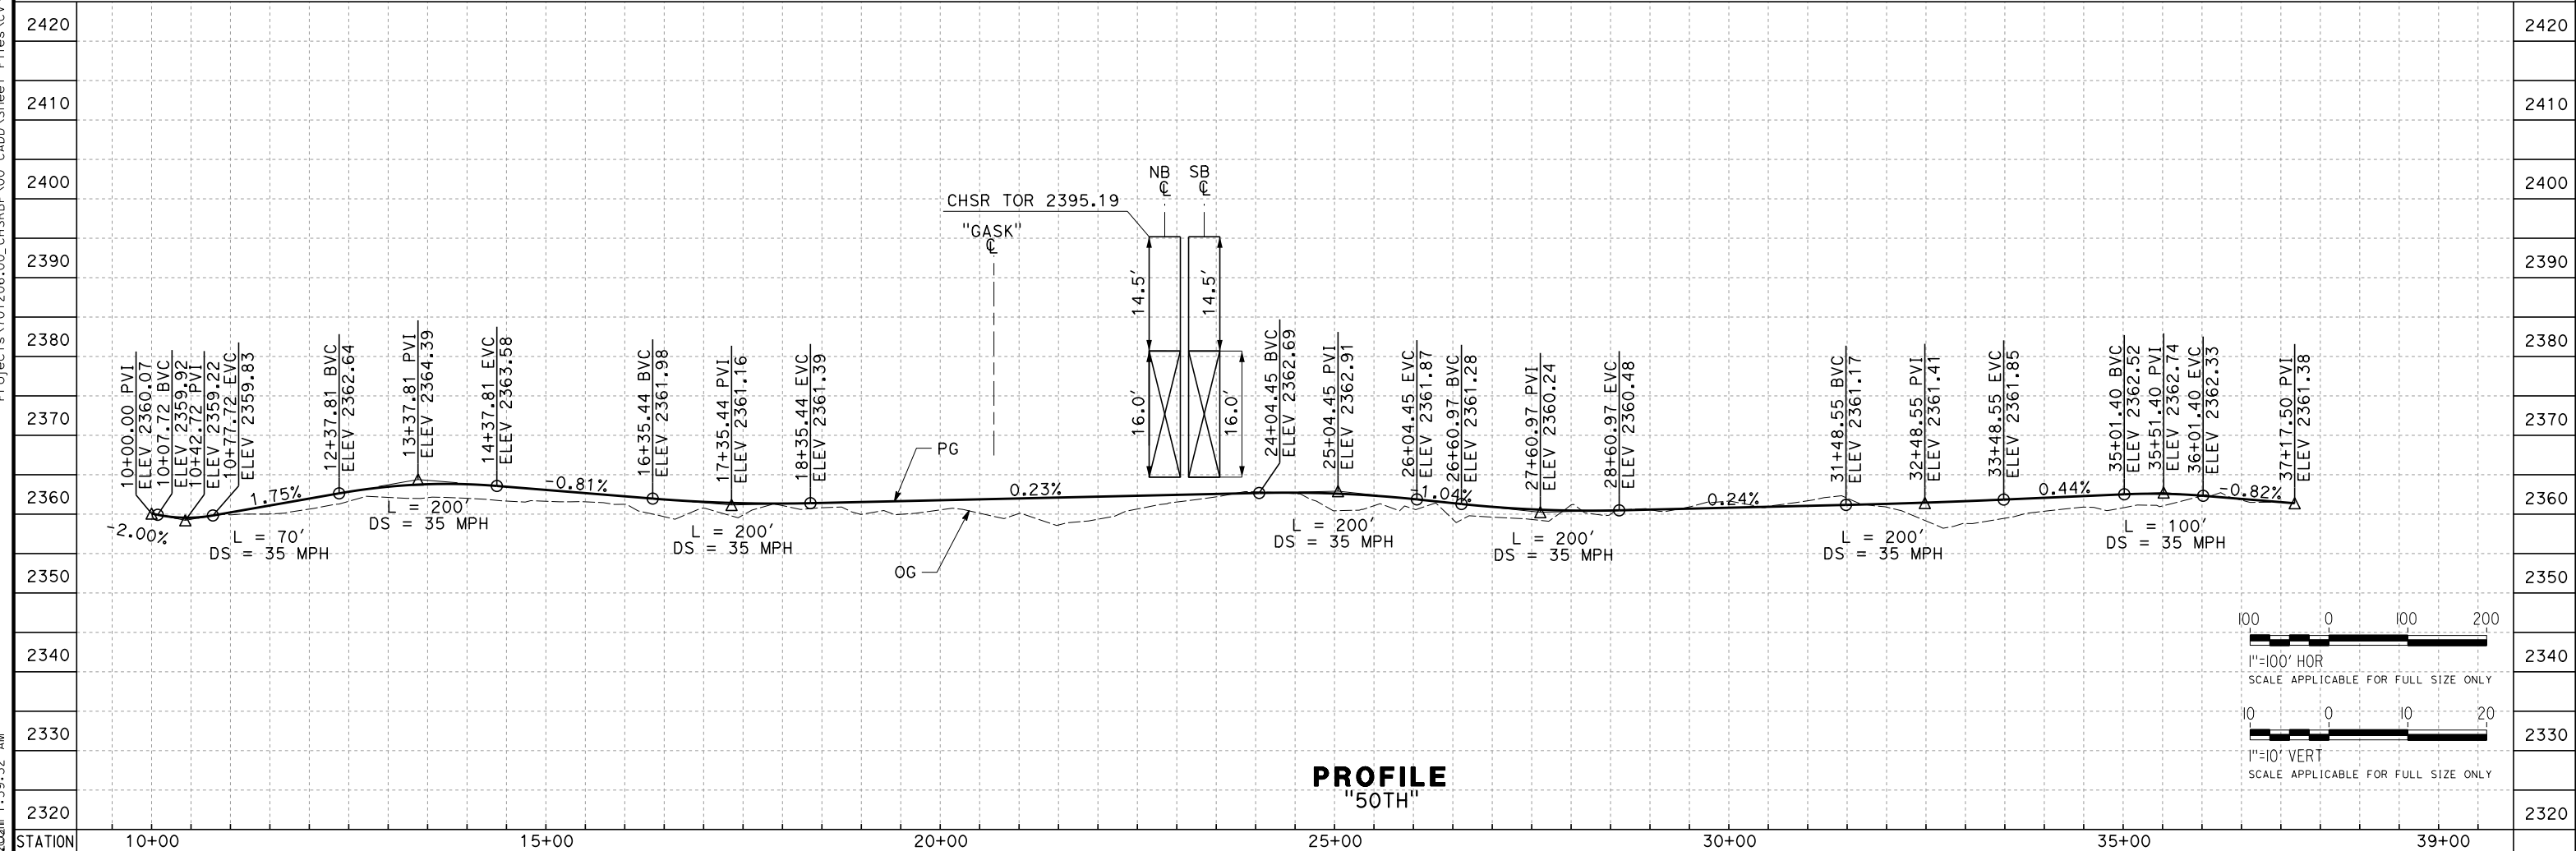 2420
2420
2410
2410
2400
2400
2390
2390
2380
2380
2370
2370
2360
2360
2350
2350
2340
2340
2330
2330
2320
2320
NB
℄
SB
℄
CHSR TOR 2395.19
"GASK"
℄
14.5'
14.5'
16.0'
16.0'
10+00.00 PVI
ELEV 2360.07
10+07.72 BVC
ELEV 2359.92
10+42.72 PVI
ELEV 2359.22
10+77.72 EVC
ELEV 2359.83
12+37.81 BVC
ELEV 2362.64
13+37.81 PVI
ELEV 2364.39
14+37.81 EVC
ELEV 2363.58
16+35.44 BVC
ELEV 2361.98
17+35.44 PVI
ELEV 2361.16
18+35.44 EVC
ELEV 2361.39
24+04.45 BVC
ELEV 2362.69
25+04.45 PVI
ELEV 2362.91
26+04.45 EVC
ELEV 2361.87
26+60.97 BVC
ELEV 2361.28
27+60.97 PVI
ELEV 2360.24
28+60.97 EVC
ELEV 2360.48
31+48.55 BVC
ELEV 2361.17
32+48.55 PVI
ELEV 2361.41
33+48.55 EVC
ELEV 2361.85
35+01.40 BVC
ELEV 2362.52
35+51.40 PVI
ELEV 2362.74
36+01.40 EVC
ELEV 2362.33
37+17.50 PVI
ELEV 2361.38
-2.00%
1.75%
-0.81%
0.23%
1.04%
0.24%
0.44%
-0.82%
PG
OG
L = 70'
DS = 35 MPH
L = 200'
DS = 35 MPH
L = 200'
DS = 35 MPH
L = 200'
DS = 35 MPH
L = 200'
DS = 35 MPH
L = 200'
DS = 35 MPH
L = 100'
DS = 35 MPH
100 0 100 200
1"=100' HOR
SCALE APPLICABLE FOR FULL SIZE ONLY
10 0 10 20
1"=10' VERT
SCALE APPLICABLE FOR FULL SIZE ONLY
PROFILE
"50TH"
STATION 10+00 15+00 20+00 25+00 30+00 35+00 39+00